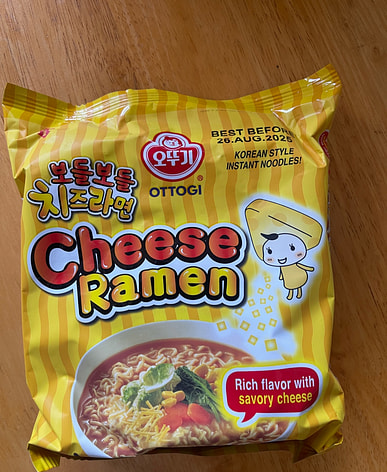 오뚜기
OTTOGI
BEST BEFORE
26.AUG.2026
KOREAN STYLE
INSTANT NOODLES!
보들보들
치즈라면
Cheese
Ramen
Rich flavor with
savory cheese